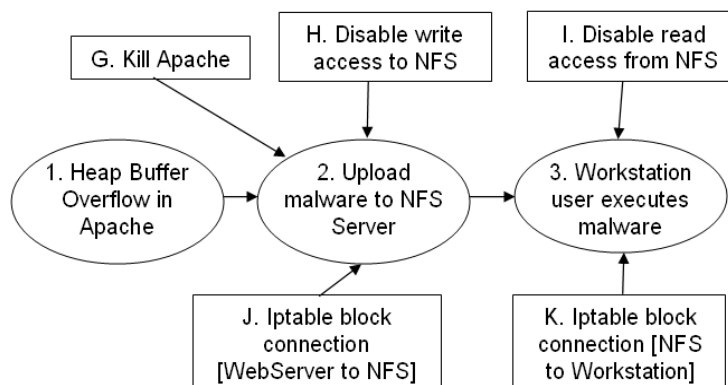 G. Kill Apache
H. Disable write
access to NFS
I. Disable read
access from NFS
1. Heap Buffer
Overflow in
Apache
2. Upload
malware to NFS
Server
3. Workstation
user executes
malware
J. Iptable block
connection
[WebServer to NFS]
K. Iptable block
connection [NFS
to Workstation]